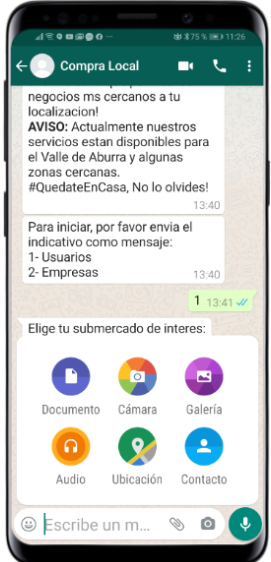 75 % 11:26
Compra Local
negocios ms cercanos a tu
localizacion!
AVISO: Actualmente nuestros
servicios estan disponibles para
el Valle de Aburra y algunas
zonas cercanas.
#QuedateEnCasa, No lo olvides!
13:40
Para iniciar, por favor envia el
indicativo como mensaje:
1- Usuarios
2- Empresas
13:40
1 13:41
Elige tu submercado de interes:
Documento Cámara Galería
Audio Ubicación Contacto
Escribe un m...